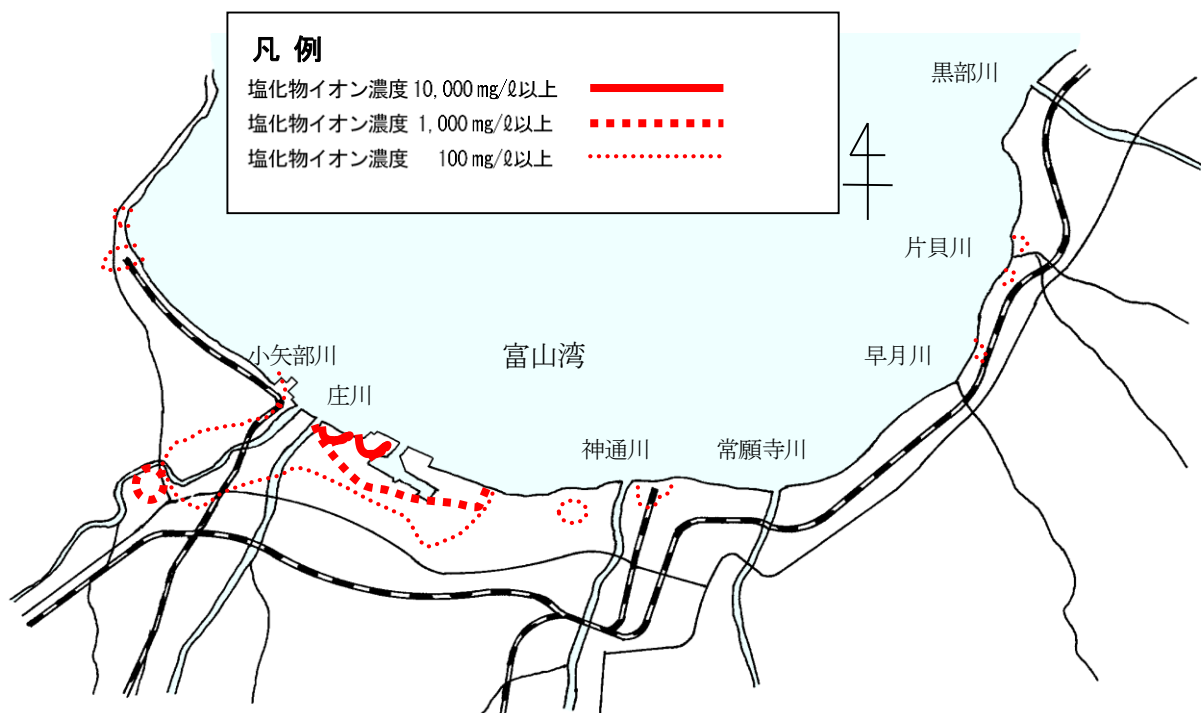 凡 例
塩化物イオン濃度 10,000 mg/ℓ以上
塩化物イオン濃度 1,000 mg/ℓ以上
塩化物イオン濃度 100 mg/ℓ以上
黒部川
片貝川
早月川
小矢部川
富山湾
庄川
神通川
常願寺川